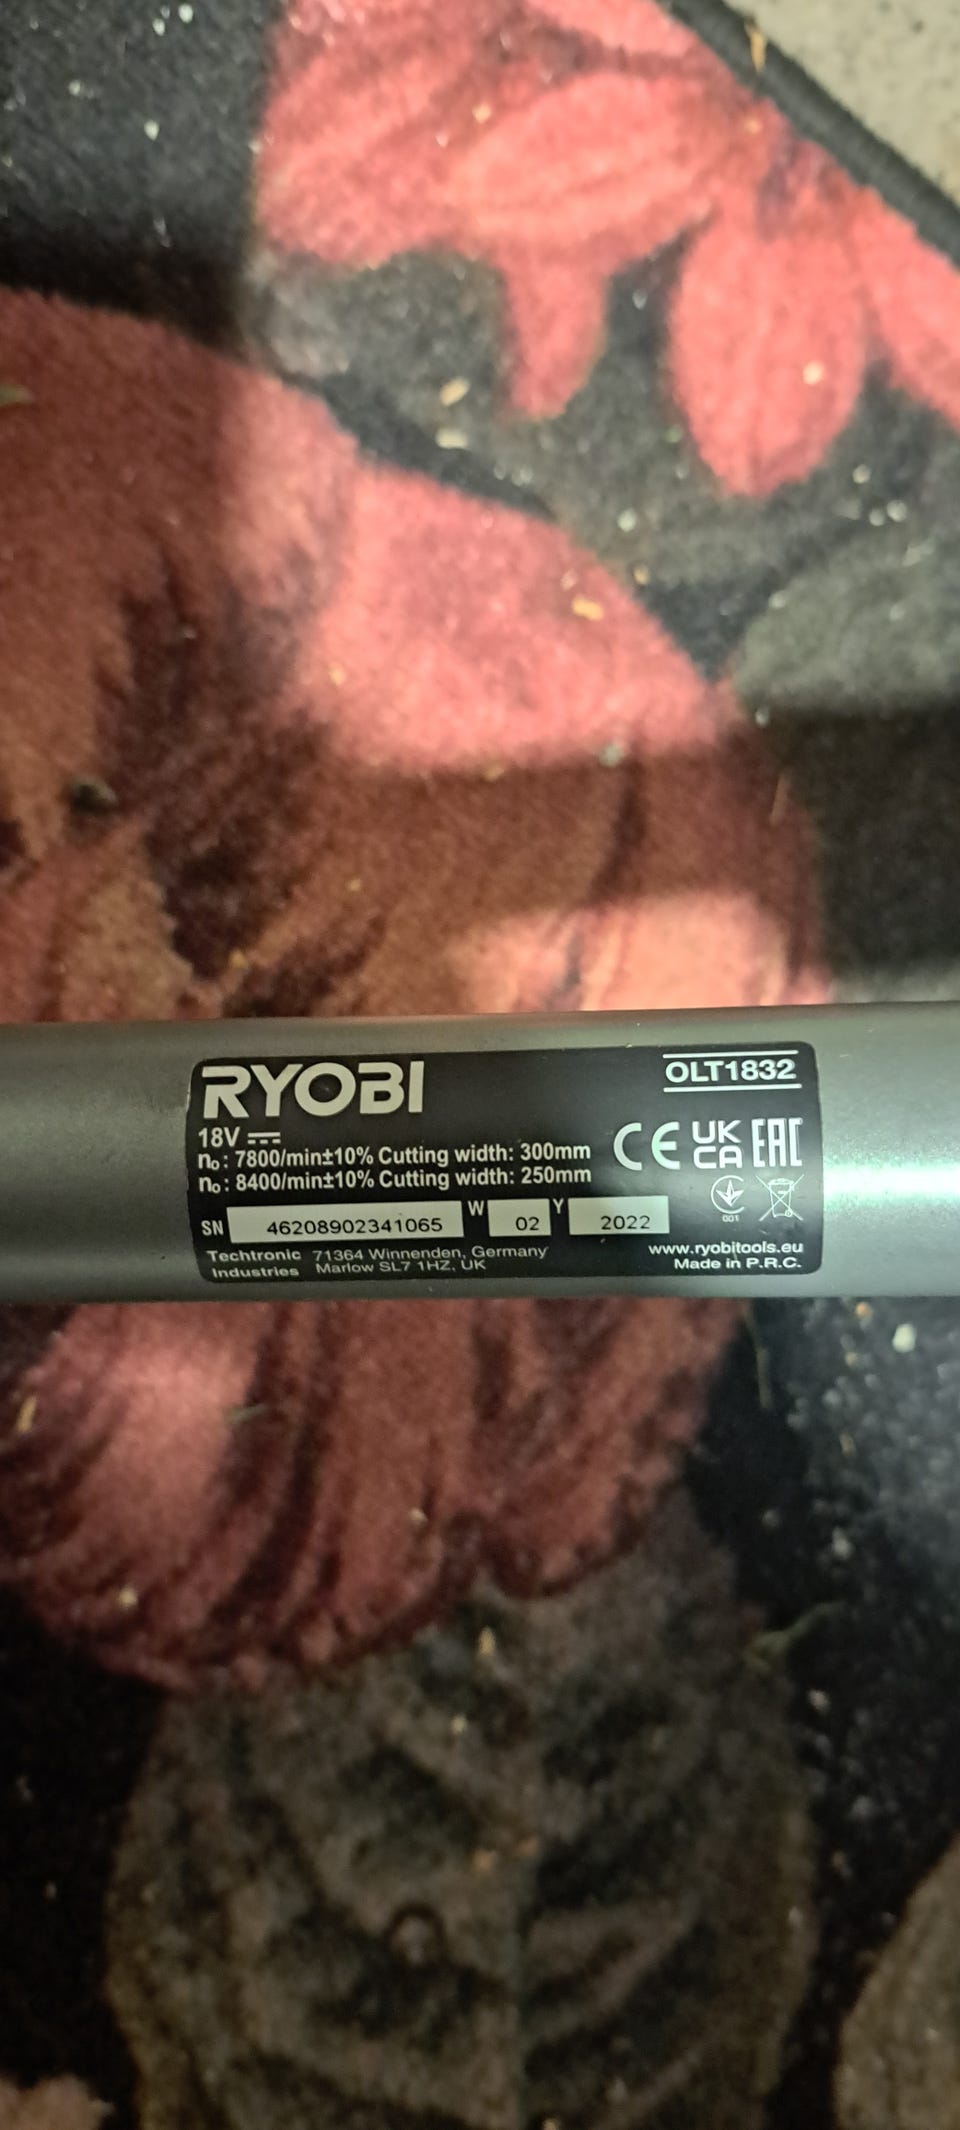 RYOBI
OLT1832
18V
n₀: 7800/min±10% Cutting width: 300mm
n₀: 8400/min±10% Cutting width: 250mm
CE UK CA EAC
001
SN 46208902341065 W 02 Y 2022
Techtronic Industries
71364 Winnenden, Germany
Marlow SL7 1HZ, UK
www.ryobitools.eu
Made in P.R.C.